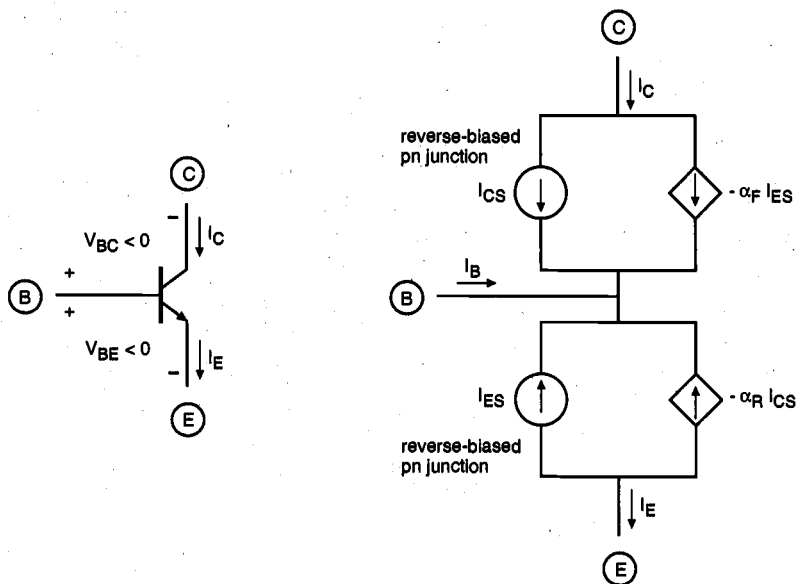 C
V_BC < 0
-
I_C
B
+
+
V_BE < 0
-
I_E
E
C
I_C
reverse-biased
pn junction
I_CS
- α_F I_ES
I_B
B
I_ES
- α_R I_CS
reverse-biased
pn junction
I_E
E